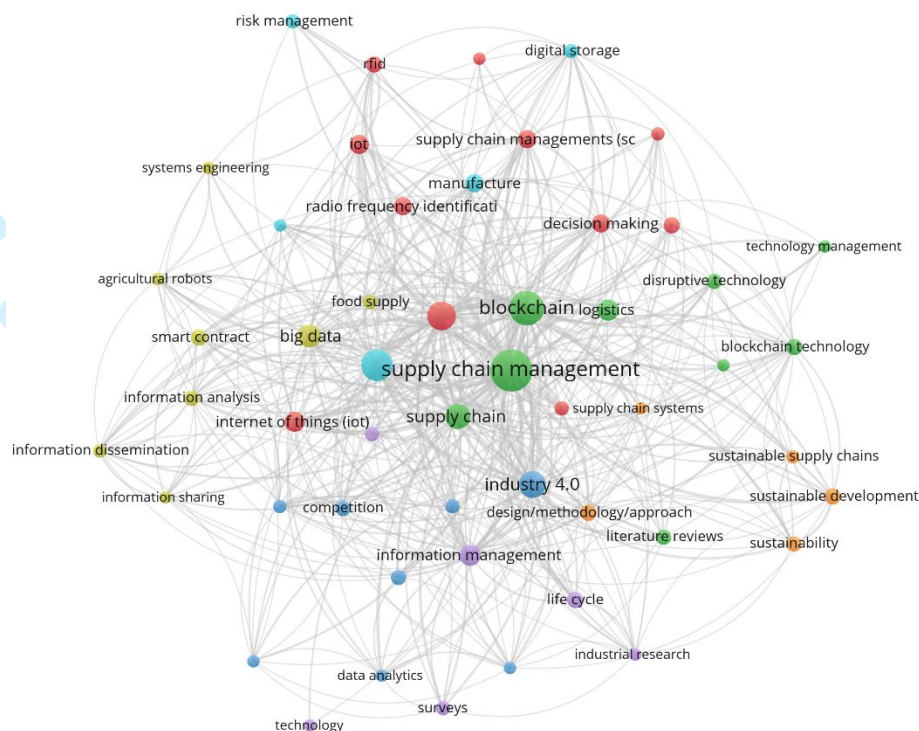 risk management
digital storage
rfid
supply chain managements (sc
iot
systems engineering
manufacture
radio frequency identificati
decision making
technology management
agricultural robots
disruptive technology
food supply
blockchain
logistics
smart contract
big data
blockchain technology
supply chain management
information analysis
supply chain systems
supply chain
internet of things (iot)
information dissemination
sustainable supply chains
industry 4.0
information sharing
sustainable development
competition
design/methodology/approach
literature reviews
sustainability
information management
life cycle
industrial research
data analytics
surveys
technology